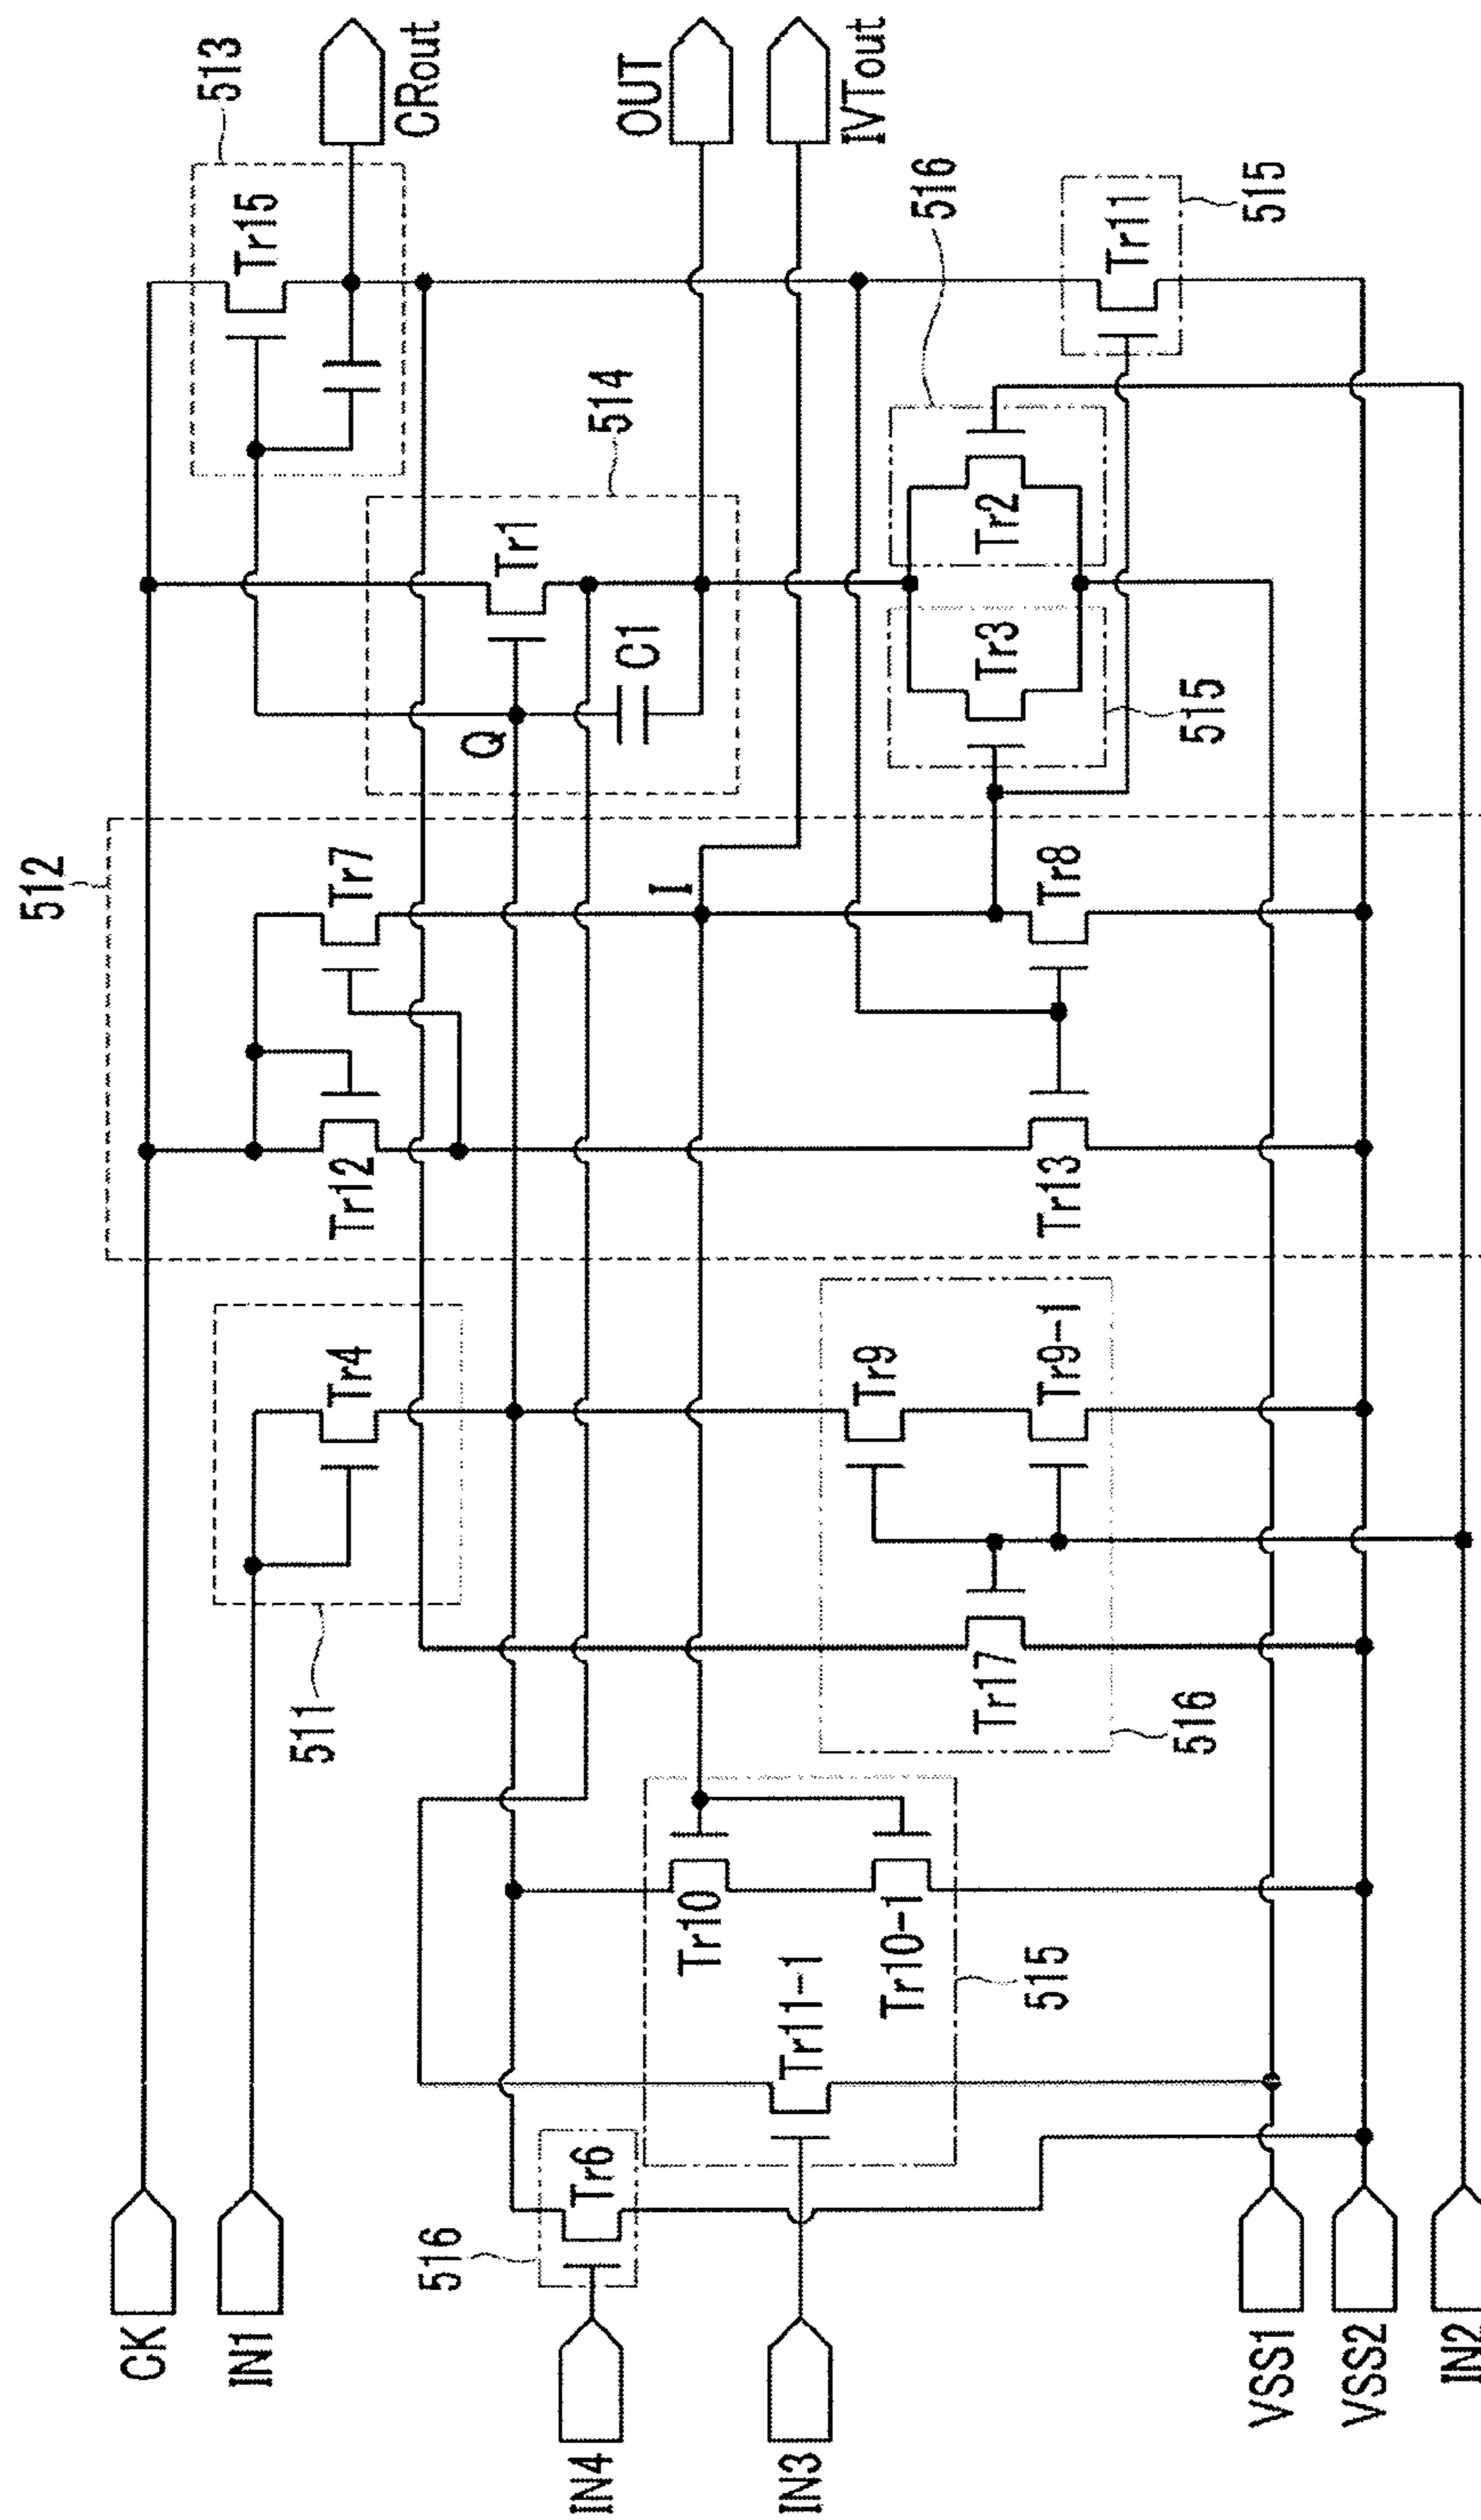 513
CRout
OUT
IVTout
Tr15
516
515
Tr11
514
Tr1
C1
Q
Tr2
Tr3
515
512
Tr7
I
Tr8
Tr12
Tr13
Tr4
511
Tr9
Tr9-1
Tr17
516
Tr10
Tr10-1
Tr11-1
515
Tr6
516
CK
IN1
IN4
IN3
VSS1
VSS2
IN2